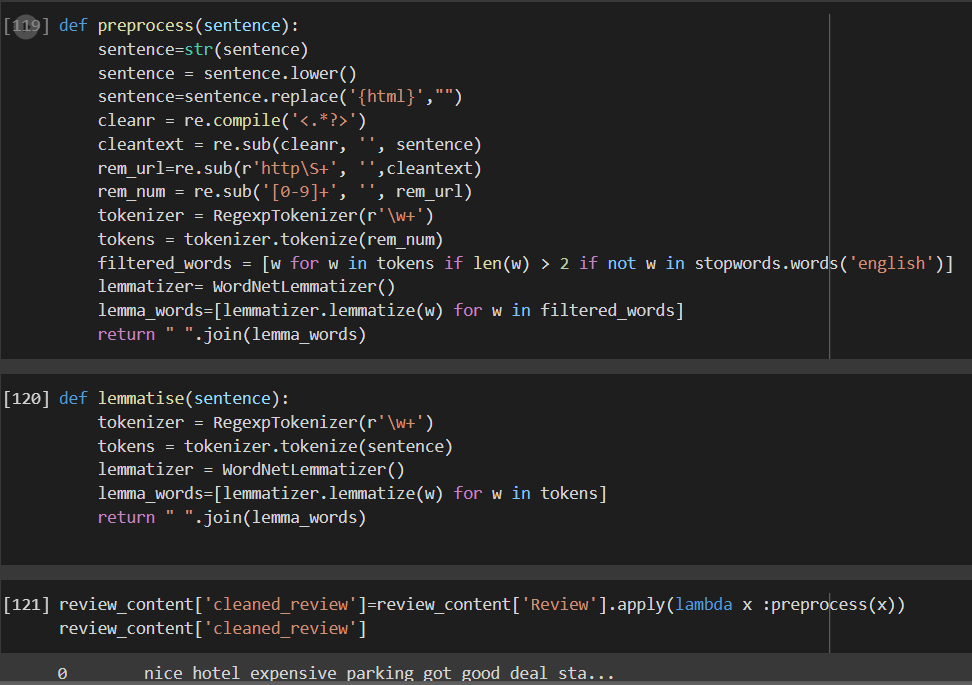 [119] def preprocess(sentence):
sentence=str(sentence)
sentence = sentence.lower()
sentence=sentence.replace('{html}',"")
cleanr = re.compile('<.*?>')
cleantext = re.sub(cleanr, '', sentence)
rem_url=re.sub(r'http\S+', '',cleantext)
rem_num = re.sub('[0-9]+', '', rem_url)
tokenizer = RegexpTokenizer(r'\w+')
tokens = tokenizer.tokenize(rem_num)
filtered_words = [w for w in tokens if len(w) > 2 if not w in stopwords.words('english')]
lemmatizer= WordNetLemmatizer()
lemma_words=[lemmatizer.lemmatize(w) for w in filtered_words]
return " ".join(lemma_words)
[120] def lemmatise(sentence):
tokenizer = RegexpTokenizer(r'\w+')
tokens = tokenizer.tokenize(sentence)
lemmatizer = WordNetLemmatizer()
lemma_words=[lemmatizer.lemmatize(w) for w in tokens]
return " ".join(lemma_words)
[121] review_content['cleaned_review']=review_content['Review'].apply(lambda x :preprocess(x))
review_content['cleaned_review']
0 nice hotel expensive parking got good deal sta...